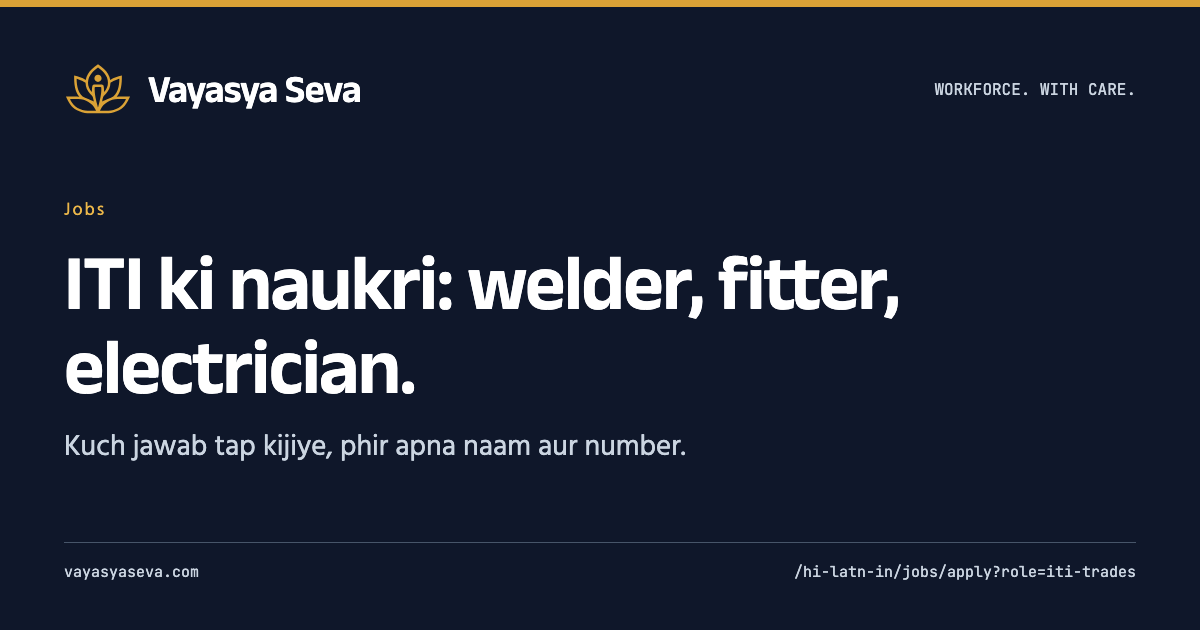 Vayasya Seva
WORKFORCE. WITH CARE.
Jobs
ITI ki naukri: welder, fitter,
electrician.
Kuch jawab tap kijiye, phir apna naam aur number.
vayasyaseva.com
/hi-latn-in/jobs/apply?role=iti-trades